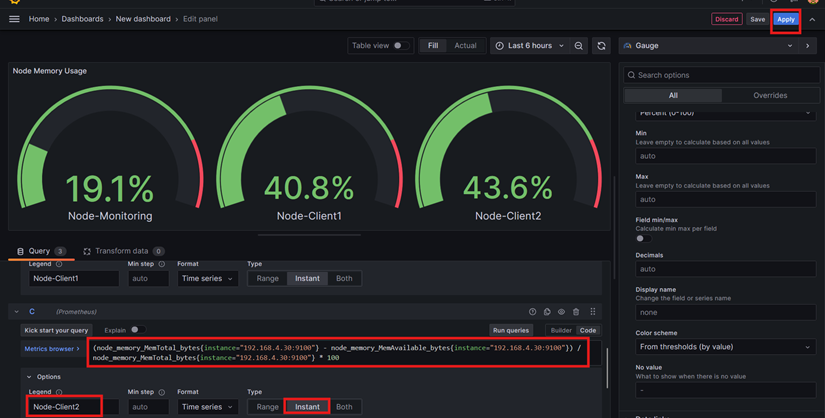 Home › Dashboards › New dashboard › Edit panel
Discard Save Apply
Table view Fill Actual Last 6 hours
Gauge
Node Memory Usage
19.1%
Node-Monitoring
40.8%
Node-Client1
43.6%
Node-Client2
Search options
All Overrides
Percent (0-100)
Min
Leave empty to calculate based on all values
auto
Max
Leave empty to calculate based on all values
auto
Field min/max
Calculate min max per field
Decimals
auto
Display name
Change the field or series name
none
Color scheme
From thresholds (by value)
No value
What to show when there is no value
-
Query 3 Transform data 0
Legend Min step Format Type
Node-Client1 auto Time series Range Instant Both
C (Prometheus)
Kick start your query Explain Run queries Builder Code
Metrics browser >
(node_memory_MemTotal_bytes{instance="192.168.4.30:9100"} - node_memory_MemAvailable_bytes{instance="192.168.4.30:9100"}) /
node_memory_MemTotal_bytes{instance="192.168.4.30:9100"} * 100
Options
Legend Min step Format Type
Node-Client2 auto Time series Range Instant Both